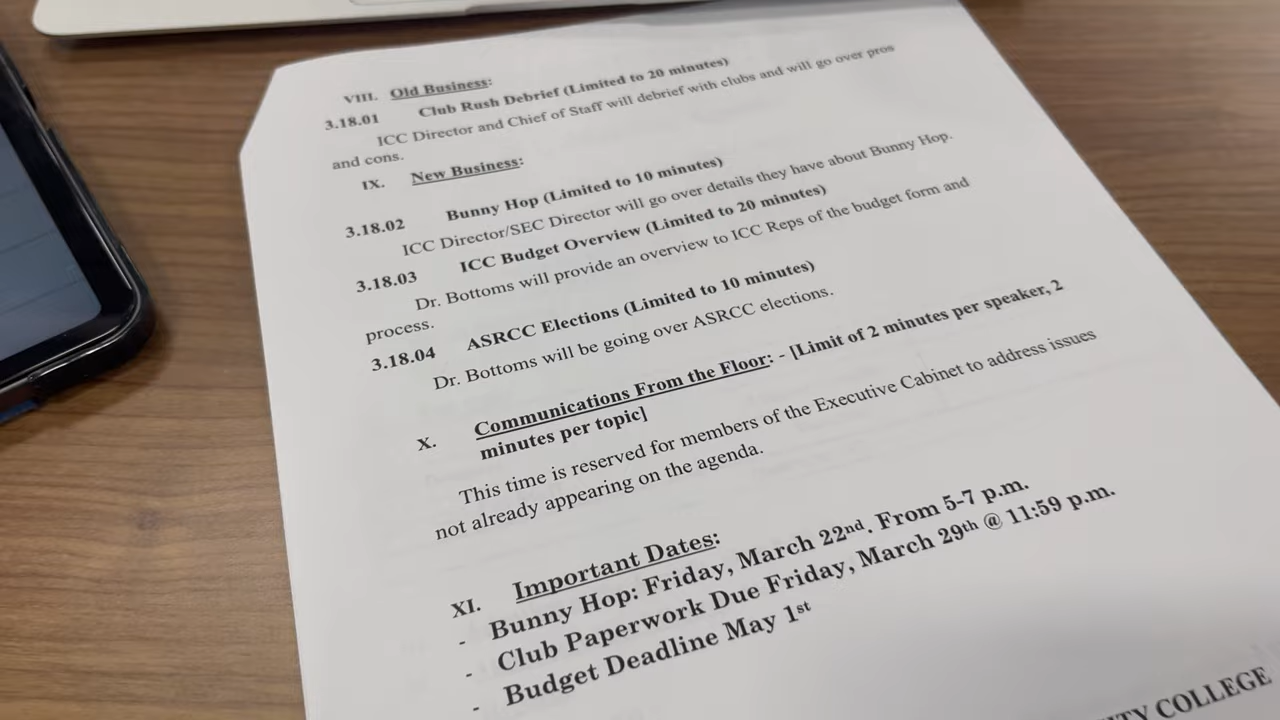 VIII. Old Business:
3.18.01 Club Rush Debrief (Limited to 20 minutes)
ICC Director and Chief of Staff will debrief with clubs and will go over pros
and cons.
IX. New Business:
3.18.02 Bunny Hop (Limited to 10 minutes)
ICC Director/SEC Director will go over details they have about Bunny Hop.
3.18.03 ICC Budget Overview (Limited to 20 minutes)
Dr. Bottoms will provide an overview to ICC Reps of the budget form and
process.
3.18.04 ASRCC Elections (Limited to 10 minutes)
Dr. Bottoms will be going over ASRCC elections.
X. Communications From the Floor: - [Limit of 2 minutes per speaker, 2
minutes per topic]
This time is reserved for members of the Executive Cabinet to address issues
not already appearing on the agenda.
XI. Important Dates:
- Bunny Hop: Friday, March 22nd. From 5-7 p.m.
- Club Paperwork Due Friday, March 29th @ 11:59 p.m.
- Budget Deadline May 1st
COLLEGE